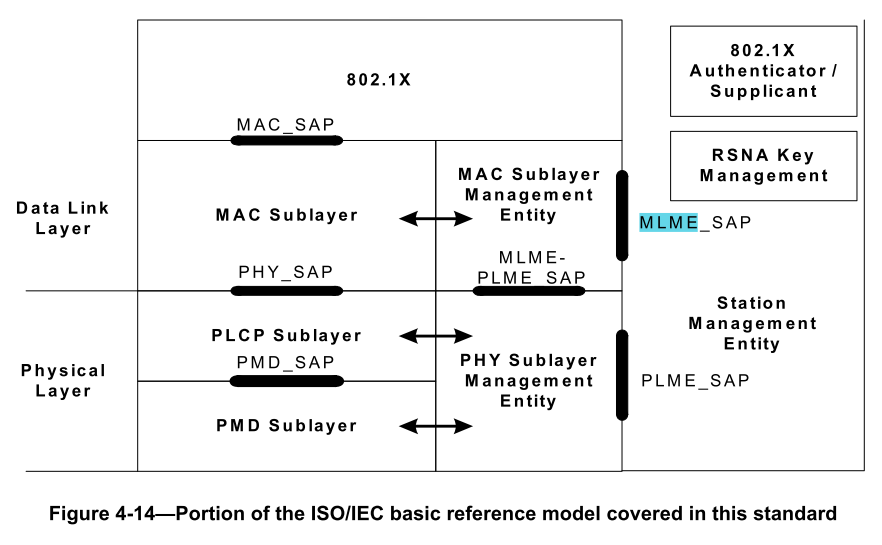 802.1X
802.1X
Authenticator /
Supplicant
MAC_SAP
RSNA Key
Management
Data Link
Layer
MAC Sublayer
MAC Sublayer
Management
Entity
MLME_SAP
PHY_SAP
MLME-
PLME_SAP
Station
Management
Entity
Physical
Layer
PLCP Sublayer
PMD_SAP
PHY Sublayer
Management
Entity
PLME_SAP
PMD Sublayer
Figure 4-14—Portion of the ISO/IEC basic reference model covered in this standard